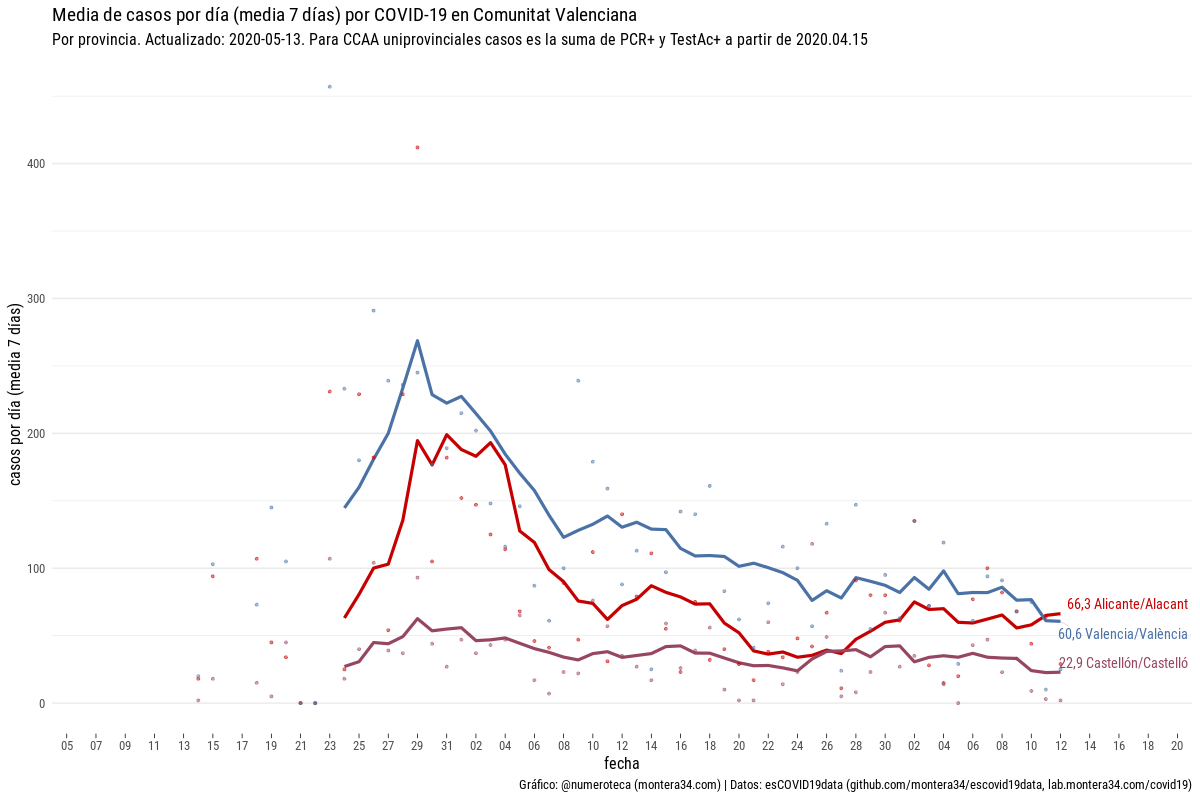 Media de casos por día (media 7 días) por COVID-19 en Comunitat Valenciana
Por provincia. Actualizado: 2020-05-13. Para CCAA uniprovinciales casos es la suma de PCR+ y TestAc+ a partir de 2020.04.15
casos por día (media 7 días)
400
300
200
100
0
66,3 Alicante/Alacant
60,6 Valencia/València
22,9 Castellón/Castelló
05 07 09 11 13 15 17 19 21 23 25 27 29 31 02 04 06 08 10 12 14 16 18 20 22 24 26 28 30 02 04 06 08 10 12 14 16 18 20
fecha
Gráfico: @numeroteca (montera34.com) | Datos: esCOVID19data (github.com/montera34/escovid19data, lab.montera34.com/covid19)